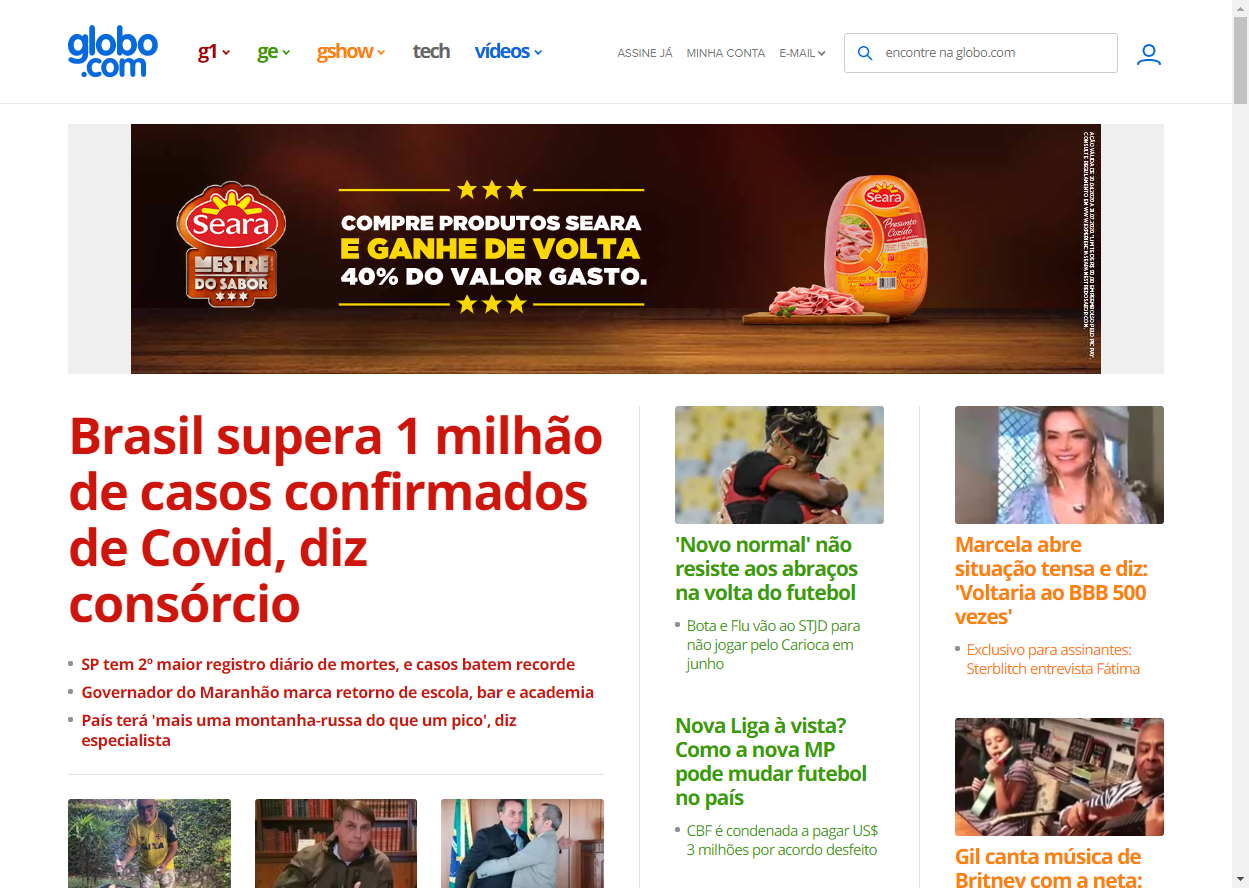 globo
.com
g1
ge
gshow
tech
vídeos
ASSINE JÁ
MINHA CONTA
E-MAIL
encontre na globo.com
Seara
MESTRE
DO SABOR
COMPRE PRODUTOS SEARA
E GANHE DE VOLTA
40% DO VALOR GASTO.
Seara
Presunto
Cozido
Brasil supera 1 milhão
de casos confirmados
de Covid, diz
consórcio
SP tem 2º maior registro diário de mortes, e casos batem recorde
Governador do Maranhão marca retorno de escola, bar e academia
País terá 'mais uma montanha-russa do que um pico', diz
especialista
'Novo normal' não
resiste aos abraços
na volta do futebol
Bota e Flu vão ao STJD para
não jogar pelo Carioca em
junho
Nova Liga à vista?
Como a nova MP
pode mudar futebol
no país
CBF é condenada a pagar US$
3 milhões por acordo desfeito
Marcela abre
situação tensa e diz:
'Voltaria ao BBB 500
vezes'
Exclusivo para assinantes:
Sterblitch entrevista Fátima
Gil canta música de
Britney com a neta:
CAIXA